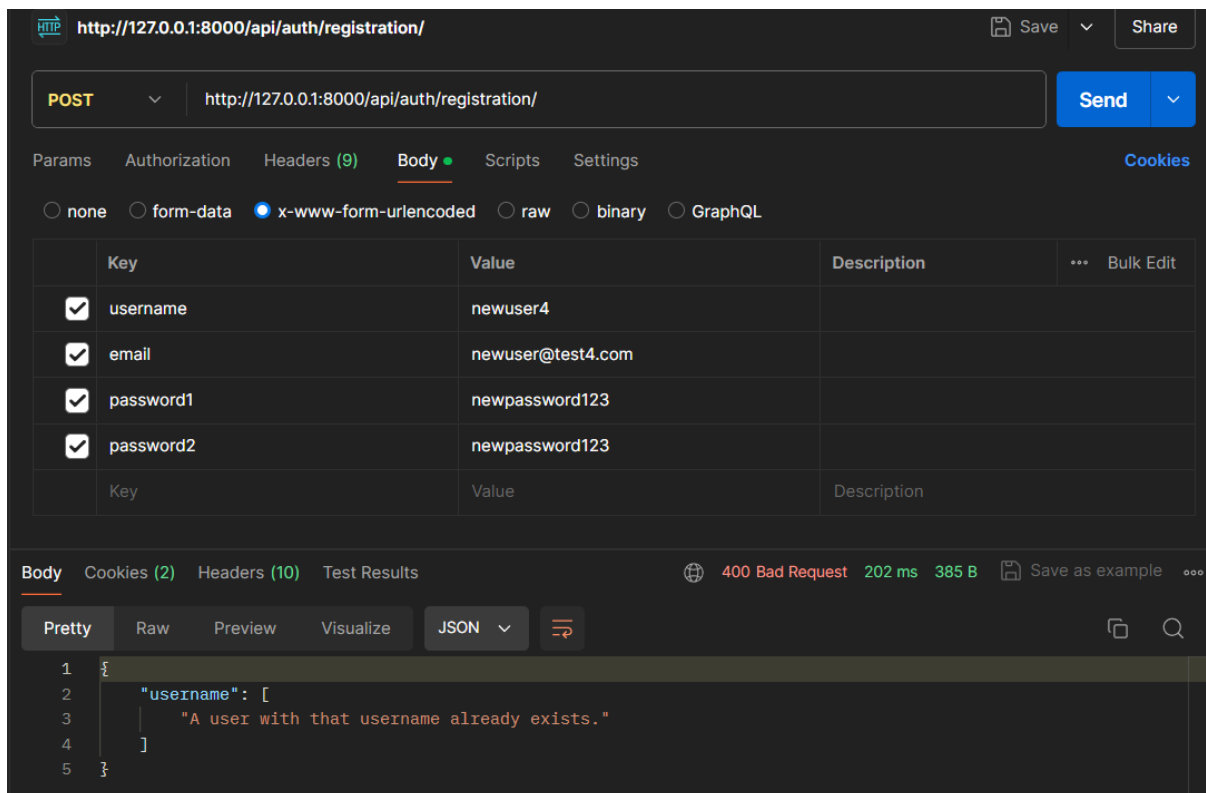 HTTP http://127.0.0.1:8000/api/auth/registration/ Save Share
POST http://127.0.0.1:8000/api/auth/registration/ Send
Params Authorization Headers (9) Body Scripts Settings Cookies
none form-data x-www-form-urlencoded raw binary GraphQL
Key Value Description ••• Bulk Edit
username newuser4
email newuser@test4.com
password1 newpassword123
password2 newpassword123
Key Value Description
Body Cookies (2) Headers (10) Test Results 400 Bad Request 202 ms 385 B Save as example •••
Pretty Raw Preview Visualize JSON
1 {
2 "username": [
3 "A user with that username already exists."
4 ]
5 }